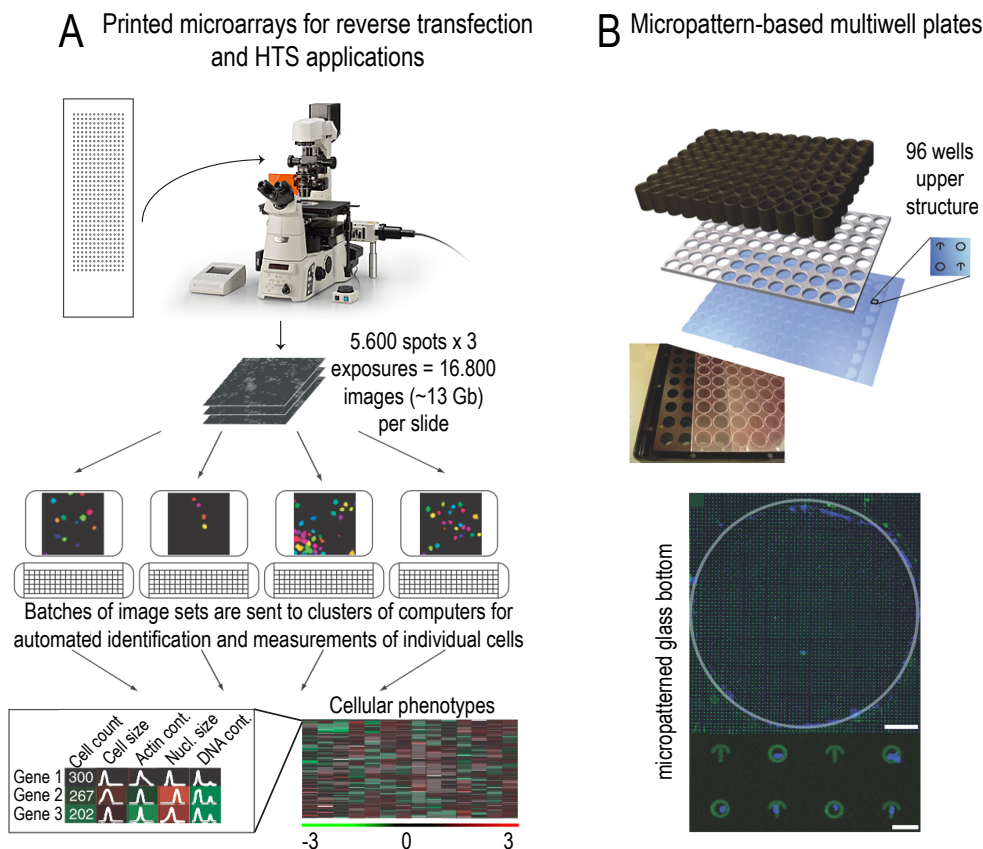 A
Printed microarrays for reverse transfection
and HTS applications
5.600 spots x 3
exposures = 16.800
images (~13 Gb)
per slide
Batches of image sets are sent to clusters of computers for
automated identification and measurements of individual cells
Cell count
Cell size
Actin cont.
Nucl. size
DNA cont.
Gene 1 300
Gene 2 267
Gene 3 202
Cellular phenotypes
-3 0 3
B
Micropattern-based multiwell plates
96 wells
upper
structure
micropatterned glass bottom